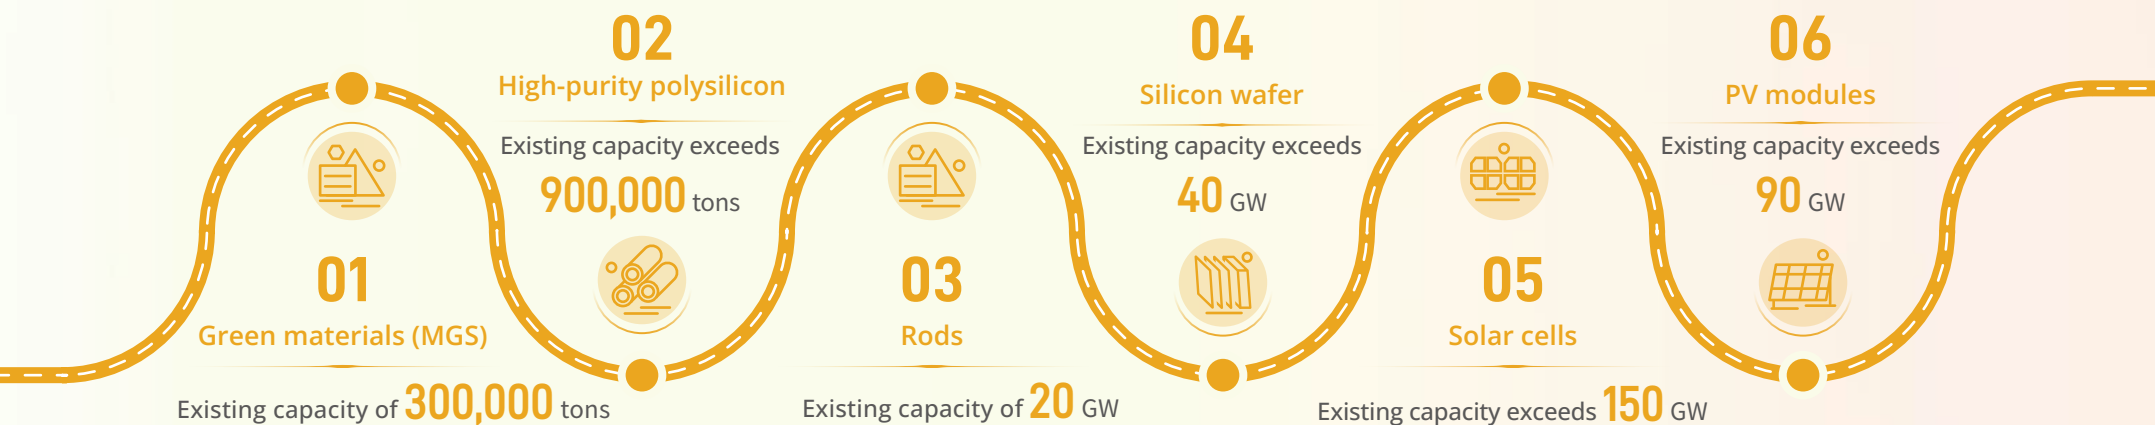 01
Green materials (MGS)
Existing capacity of 300,000 tons
02
High-purity polysilicon
Existing capacity exceeds
900,000 tons
03
Rods
Existing capacity of 20 GW
04
Silicon wafer
Existing capacity exceeds
40 GW
05
Solar cells
Existing capacity exceeds 150 GW
06
PV modules
Existing capacity exceeds
90 GW